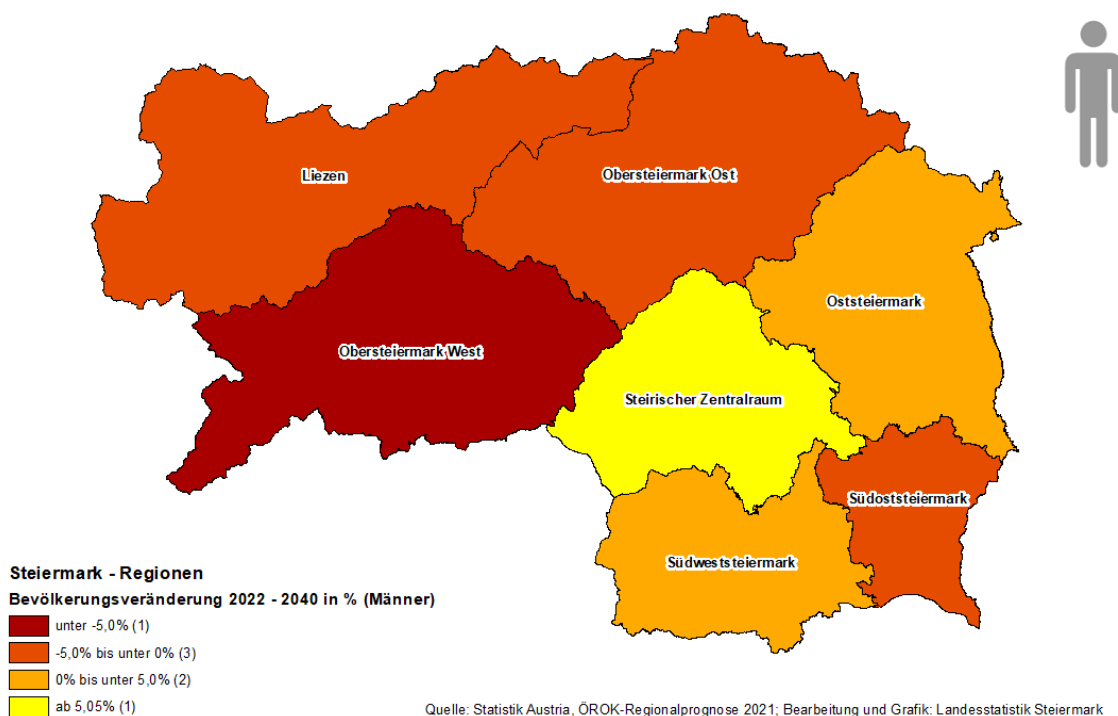 Liezen
Obersteiermark Ost
Oststeiermark
Obersteiermark West
Steirischer Zentralraum
Südoststeiermark
Südweststeiermark
Steiermark - Regionen
Bevölkerungsveränderung 2022 - 2040 in % (Männer)
unter -5,0% (1)
-5,0% bis unter 0% (3)
0% bis unter 5,0% (2)
ab 5,05% (1)
Quelle: Statistik Austria, ÖROK-Regionalprognose 2021; Bearbeitung und Grafik: Landesstatistik Steiermark